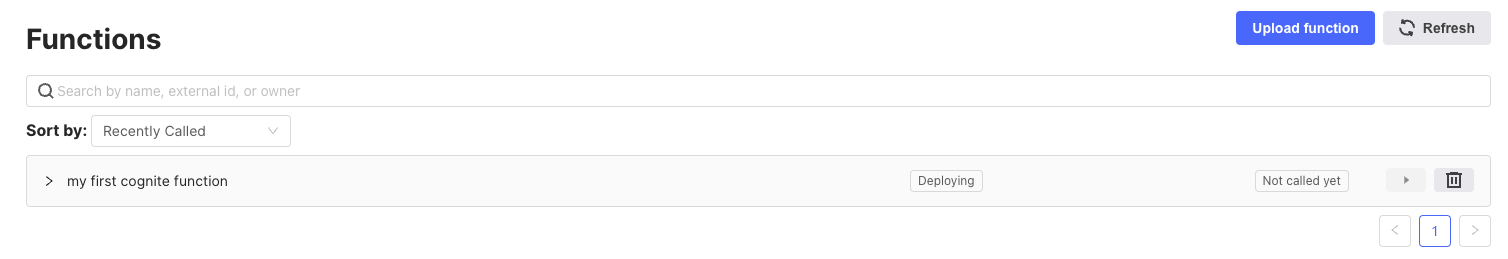 Functions
Upload function
Refresh
Search by name, external id, or owner
Sort by: Recently Called
my first cognite function Deploying Not called yet
1